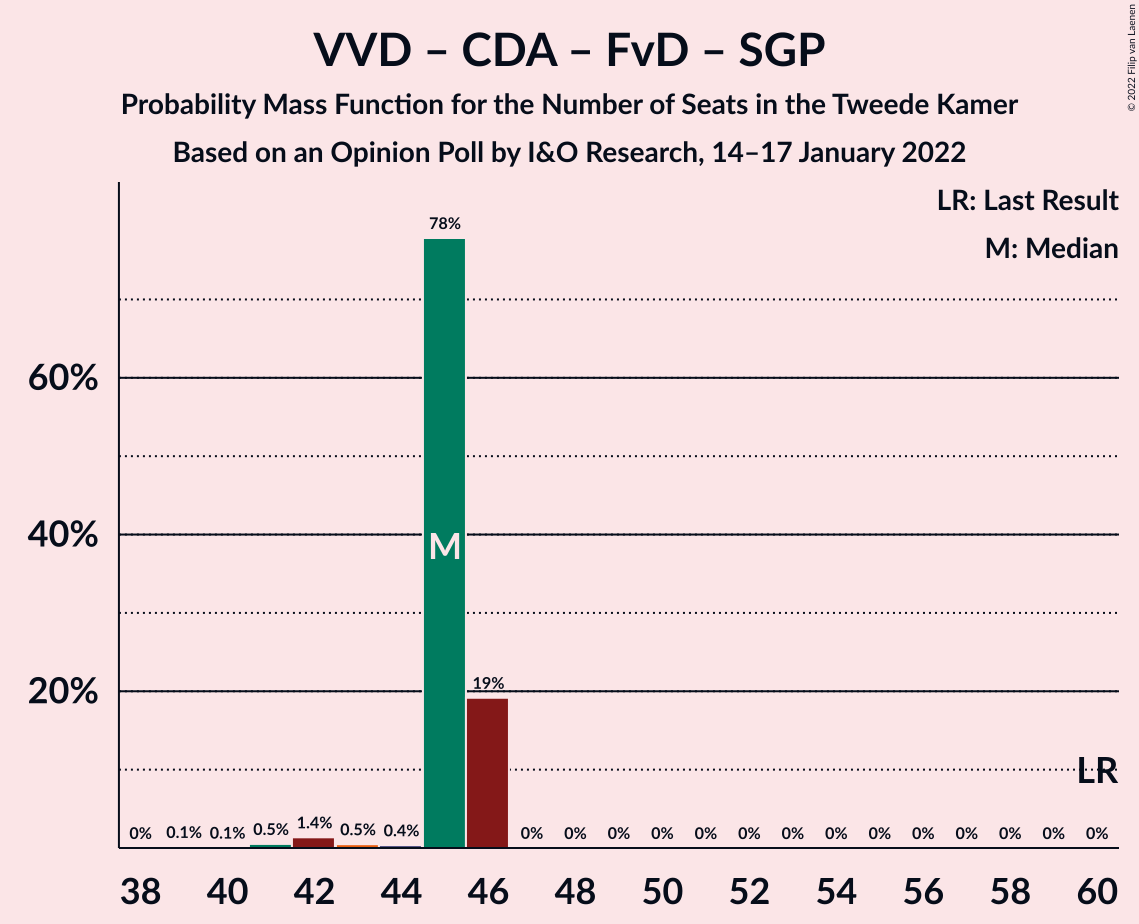 VVD – CDA – FvD – SGP
Probability Mass Function for the Number of Seats in the Tweede Kamer
Based on an Opinion Poll by I&O Research, 14–17 January 2022
© 2022 Filip van Laenen
LR: Last Result
M: Median
60%
40%
20%
0% 0.1% 0.1% 0.5% 1.4% 0.5% 0.4% 78% 19% 0% 0% 0% 0% 0% 0% 0% 0% 0% 0% 0% 0% 0% 0%
M
LR
38 40 42 44 46 48 50 52 54 56 58 60